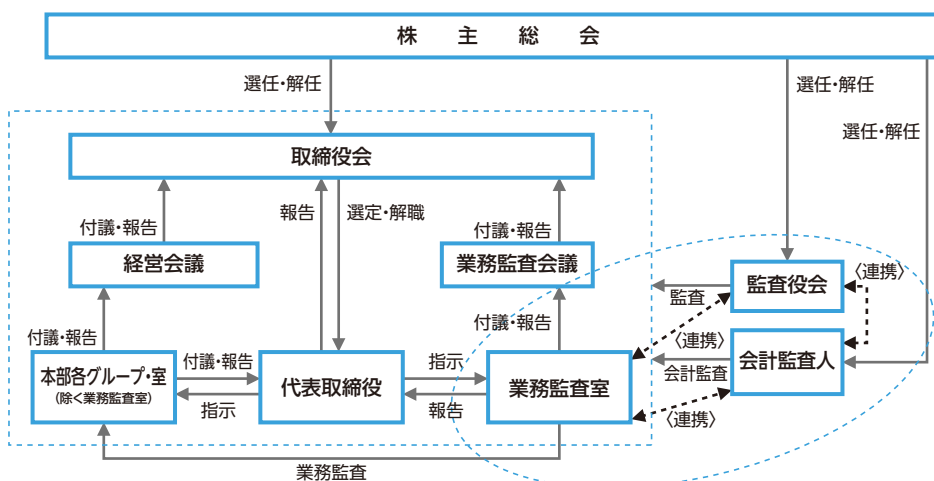 株主総会
選任・解任
選任・解任
選任・解任
取締役会
付議・報告
報告
選定・解職
付議・報告
経営会議
業務監査会議
監査役会
〈連携〉
監査
付議・報告
付議・報告
〈連携〉
会計監査人
会計監査
本部各グループ・室
(除く業務監査室)
付議・報告
指示
代表取締役
指示
報告
業務監査室
〈連携〉
業務監査